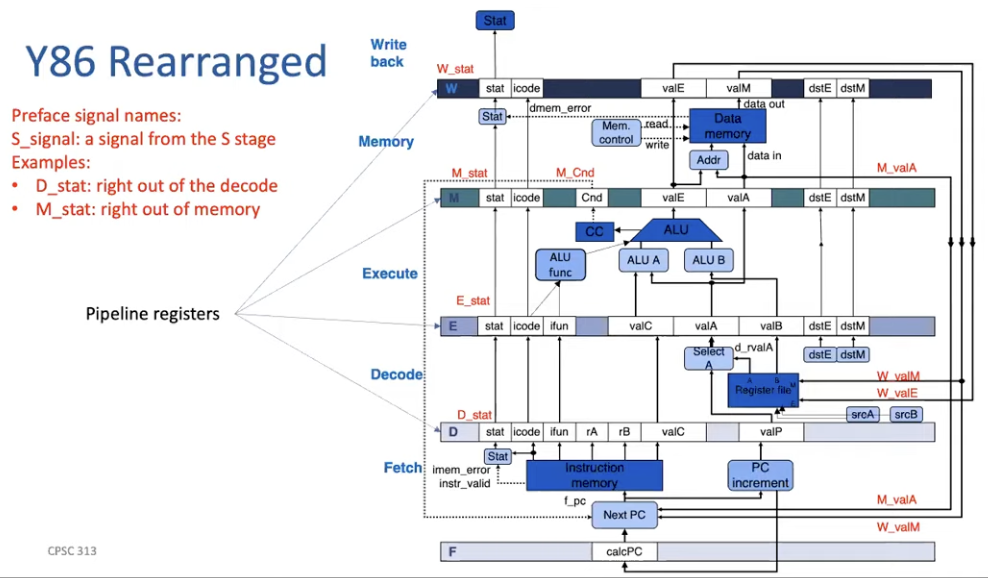 Y86 Rearranged
Preface signal names:
S_signal: a signal from the S stage
Examples:
• D_stat: right out of the decode
• M_stat: right out of memory
Pipeline registers
CPSC 313
Stat
Write
back
W_stat
W stat icode valE valM dstE dstM
Stat
dmem_error
data out
Mem.
control
read
write
Data
memory
Memory
Addr
data in
M_stat
M_Cnd
M_valA
M stat icode Cnd valE valA dstE dstM
CC
ALU
ALU
func
ALU A
ALU B
Execute
E_stat
E stat icode ifun valC valA valB dstE dstM
Select
A
d_rvalA
dstE
dstM
Decode
A B M
Register file
E
W_valM
W_valE
srcA
srcB
D_stat
D stat icode ifun rA rB valC valP
Stat
Fetch
imem_error
instr_valid
Instruction
memory
PC
increment
f_pc
Next PC
M_valA
W_valM
F calcPC